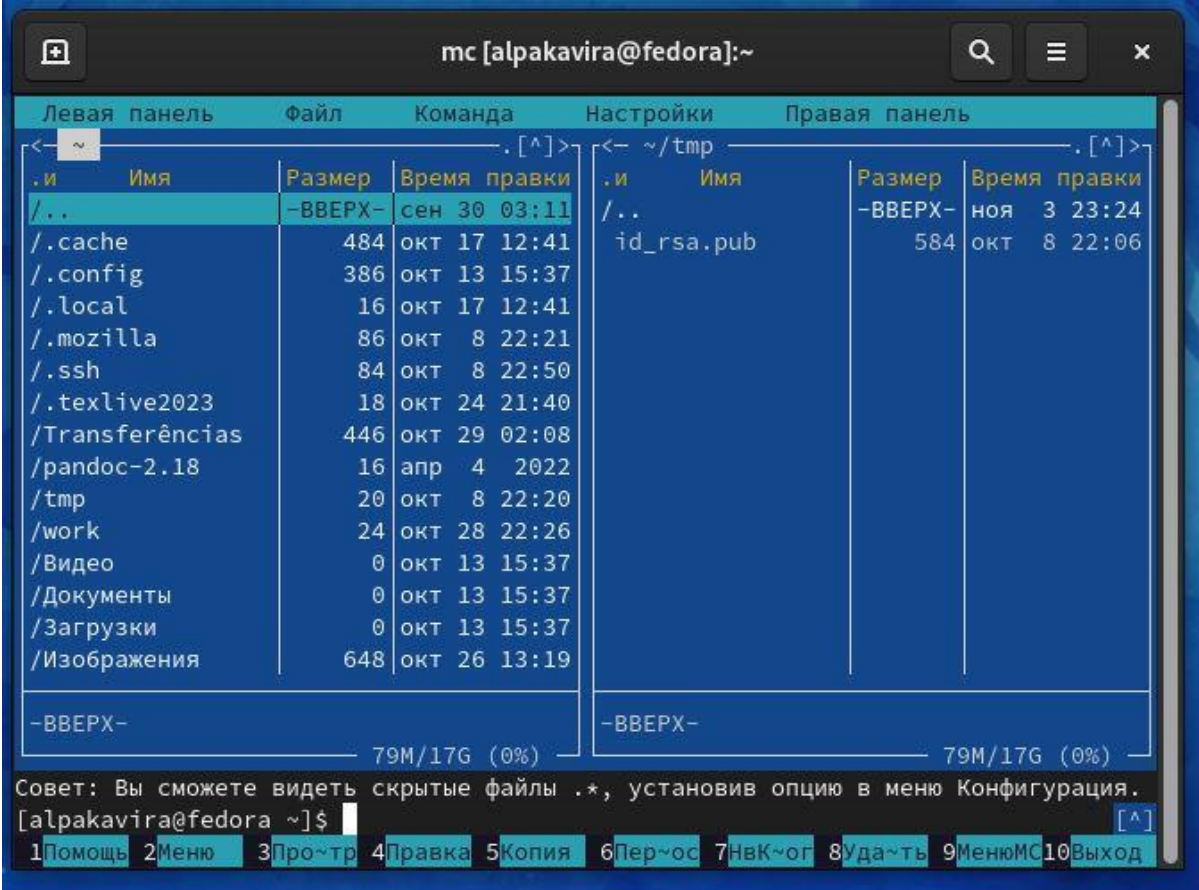 mc [alpakavira@fedora]:~
Левая панель Файл Команда Настройки Правая панель
<— ~ .[^]> <— ~/tmp .[^]>
.и Имя Размер Время правки .и Имя Размер Время правки
/.. -ВВЕРХ- сен 30 03:11 /.. -ВВЕРХ- ноя 3 23:24
/.cache 484 окт 17 12:41 id_rsa.pub 584 окт 8 22:06
/.config 386 окт 13 15:37
/.local 16 окт 17 12:41
/.mozilla 86 окт 8 22:21
/.ssh 84 окт 8 22:50
/.texlive2023 18 окт 24 21:40
/Transferências 446 окт 29 02:08
/pandoc-2.18 16 апр 4 2022
/tmp 20 окт 8 22:20
/work 24 окт 28 22:26
/Видео 0 окт 13 15:37
/Документы 0 окт 13 15:37
/Загрузки 0 окт 13 15:37
/Изображения 648 окт 26 13:19
-ВВЕРХ- -ВВЕРХ-
79M/17G (0%) 79M/17G (0%)
Совет: Вы сможете видеть скрытые файлы .*, установив опцию в меню Конфигурация.
[alpakavira@fedora ~]$ [^]
1Помощь 2Меню 3Про~тр 4Правка 5Копия 6Пер~ос 7НвК~ог 8Уда~ть 9МенюMC 10Выход